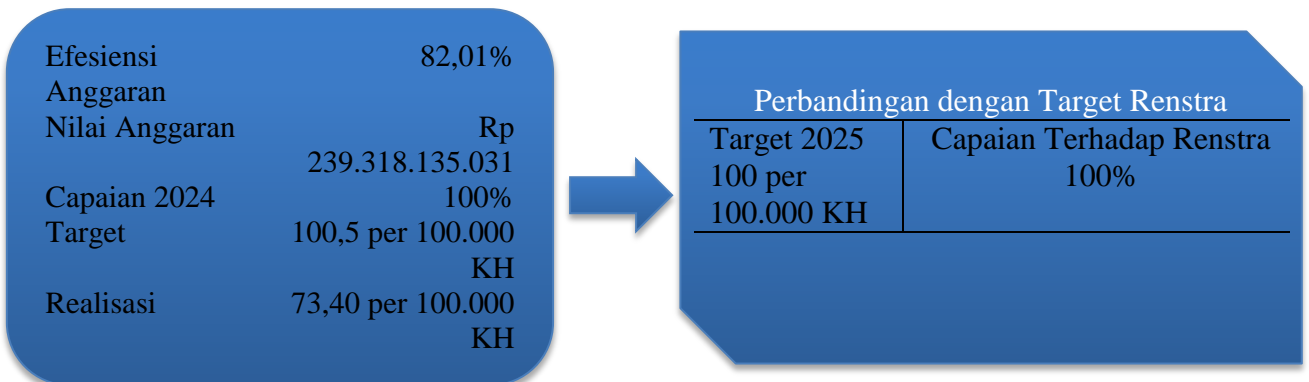 Efesiensi 82,01%
Anggaran
Nilai Anggaran Rp
239.318.135.031
Capaian 2024 100%
Target 100,5 per 100.000
KH
Realisasi 73,40 per 100.000
KH
Perbandingan dengan Target Renstra
Target 2025 Capaian Terhadap Renstra
100 per 100%
100.000 KH